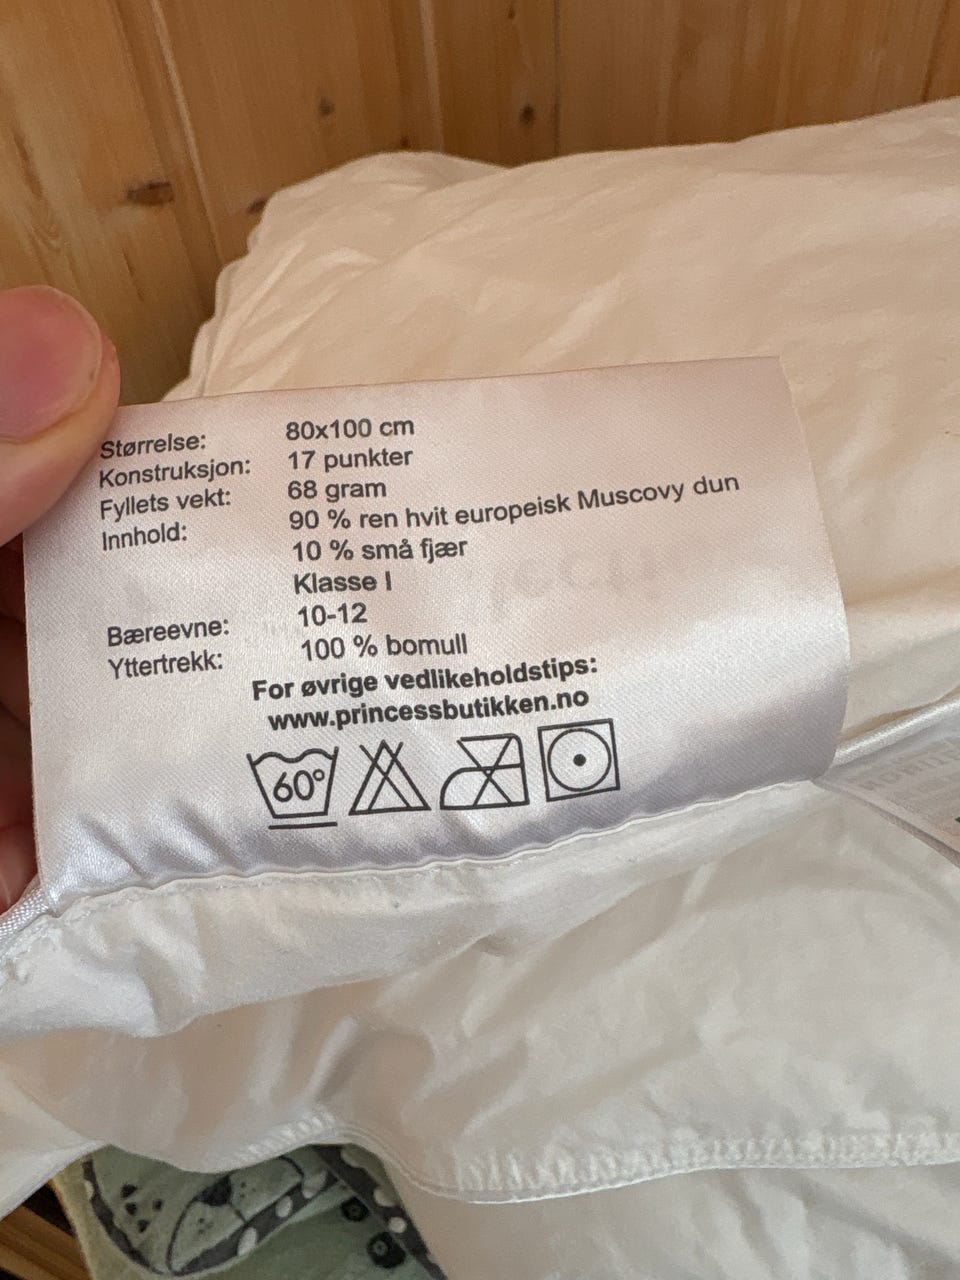 Størrelse: 80x100 cm
Konstruksjon: 17 punkter
Fyllets vekt: 68 gram
Innhold: 90 % ren hvit europeisk Muscovy dun
10 % små fjær
Klasse I
Bæreevne: 10-12
Yttertrekk: 100 % bomull
For øvrige vedlikeholdstips:
www.princessbutikken.no
60°